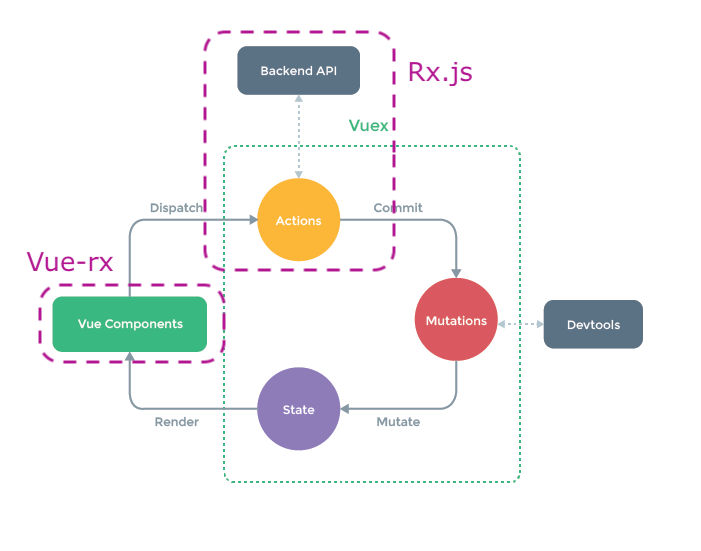 Backend API
Rx.js
Vuex
Dispatch
Commit
Actions
Vue-rx
Vue Components
Mutations
Devtools
State
Render
Mutate